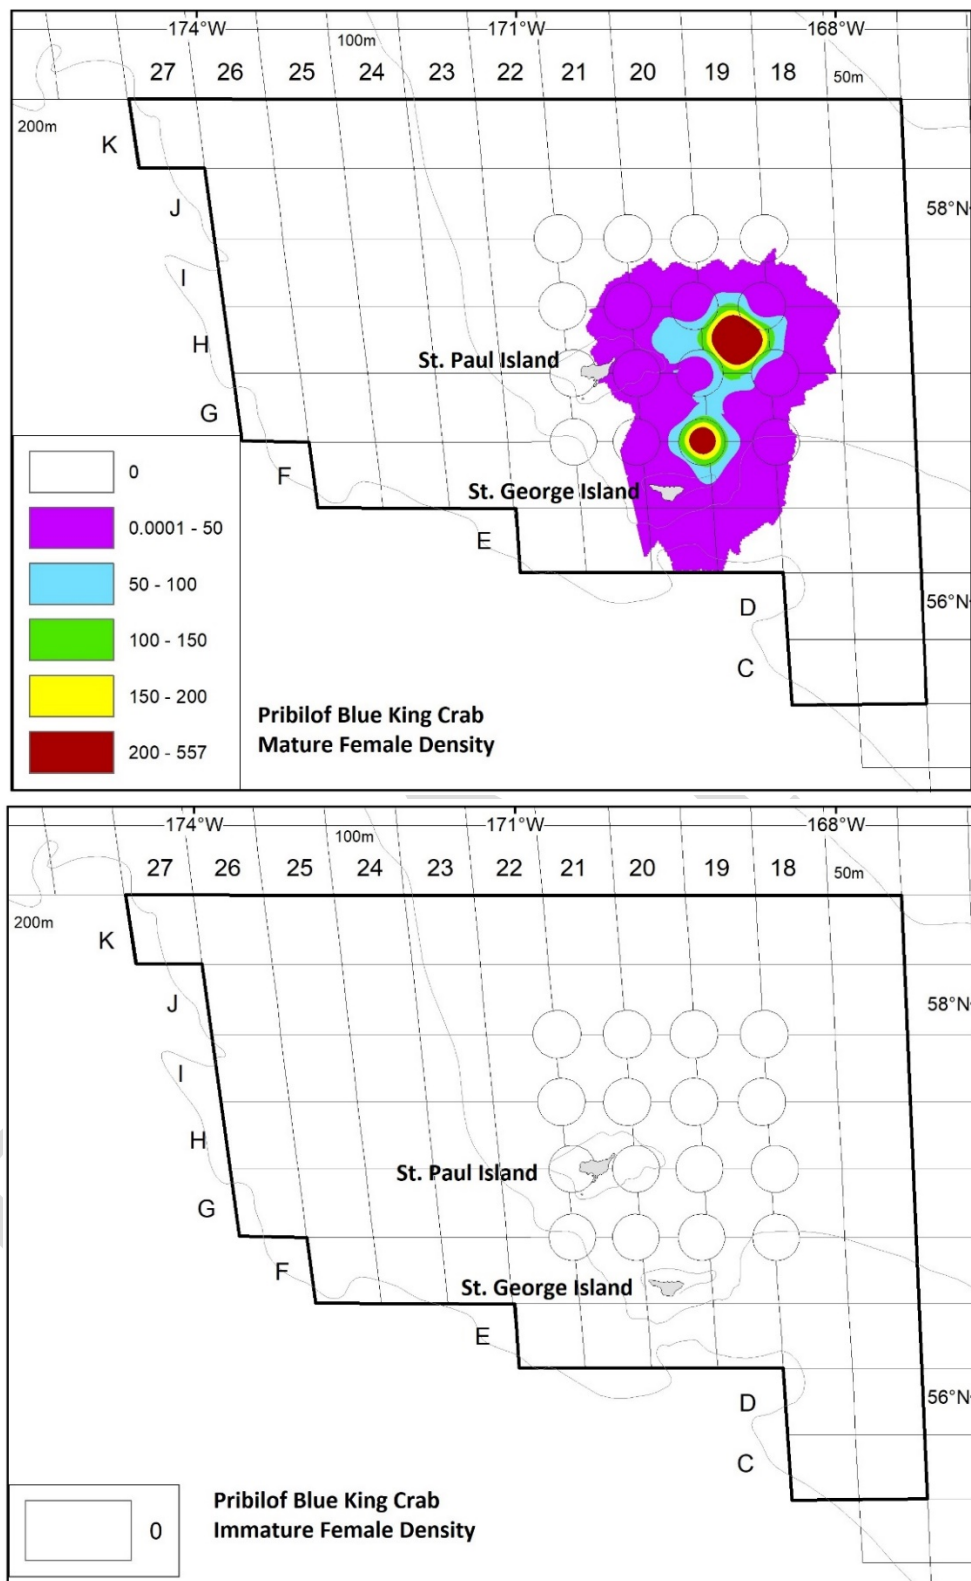 174°W
171°W
168°W
100m
27 26 25 24 23 22 21 20 19 18 50m
200m
K
J
58°N
I
H
St. Paul Island
G
F
St. George Island
E
D
56°N
C
0
0.0001 - 50
50 - 100
100 - 150
150 - 200
200 - 557
Pribilof Blue King Crab
Mature Female Density
174°W
171°W
168°W
100m
27 26 25 24 23 22 21 20 19 18 50m
200m
K
J
58°N
I
H
St. Paul Island
G
F
St. George Island
E
D
56°N
C
0
Pribilof Blue King Crab
Immature Female Density